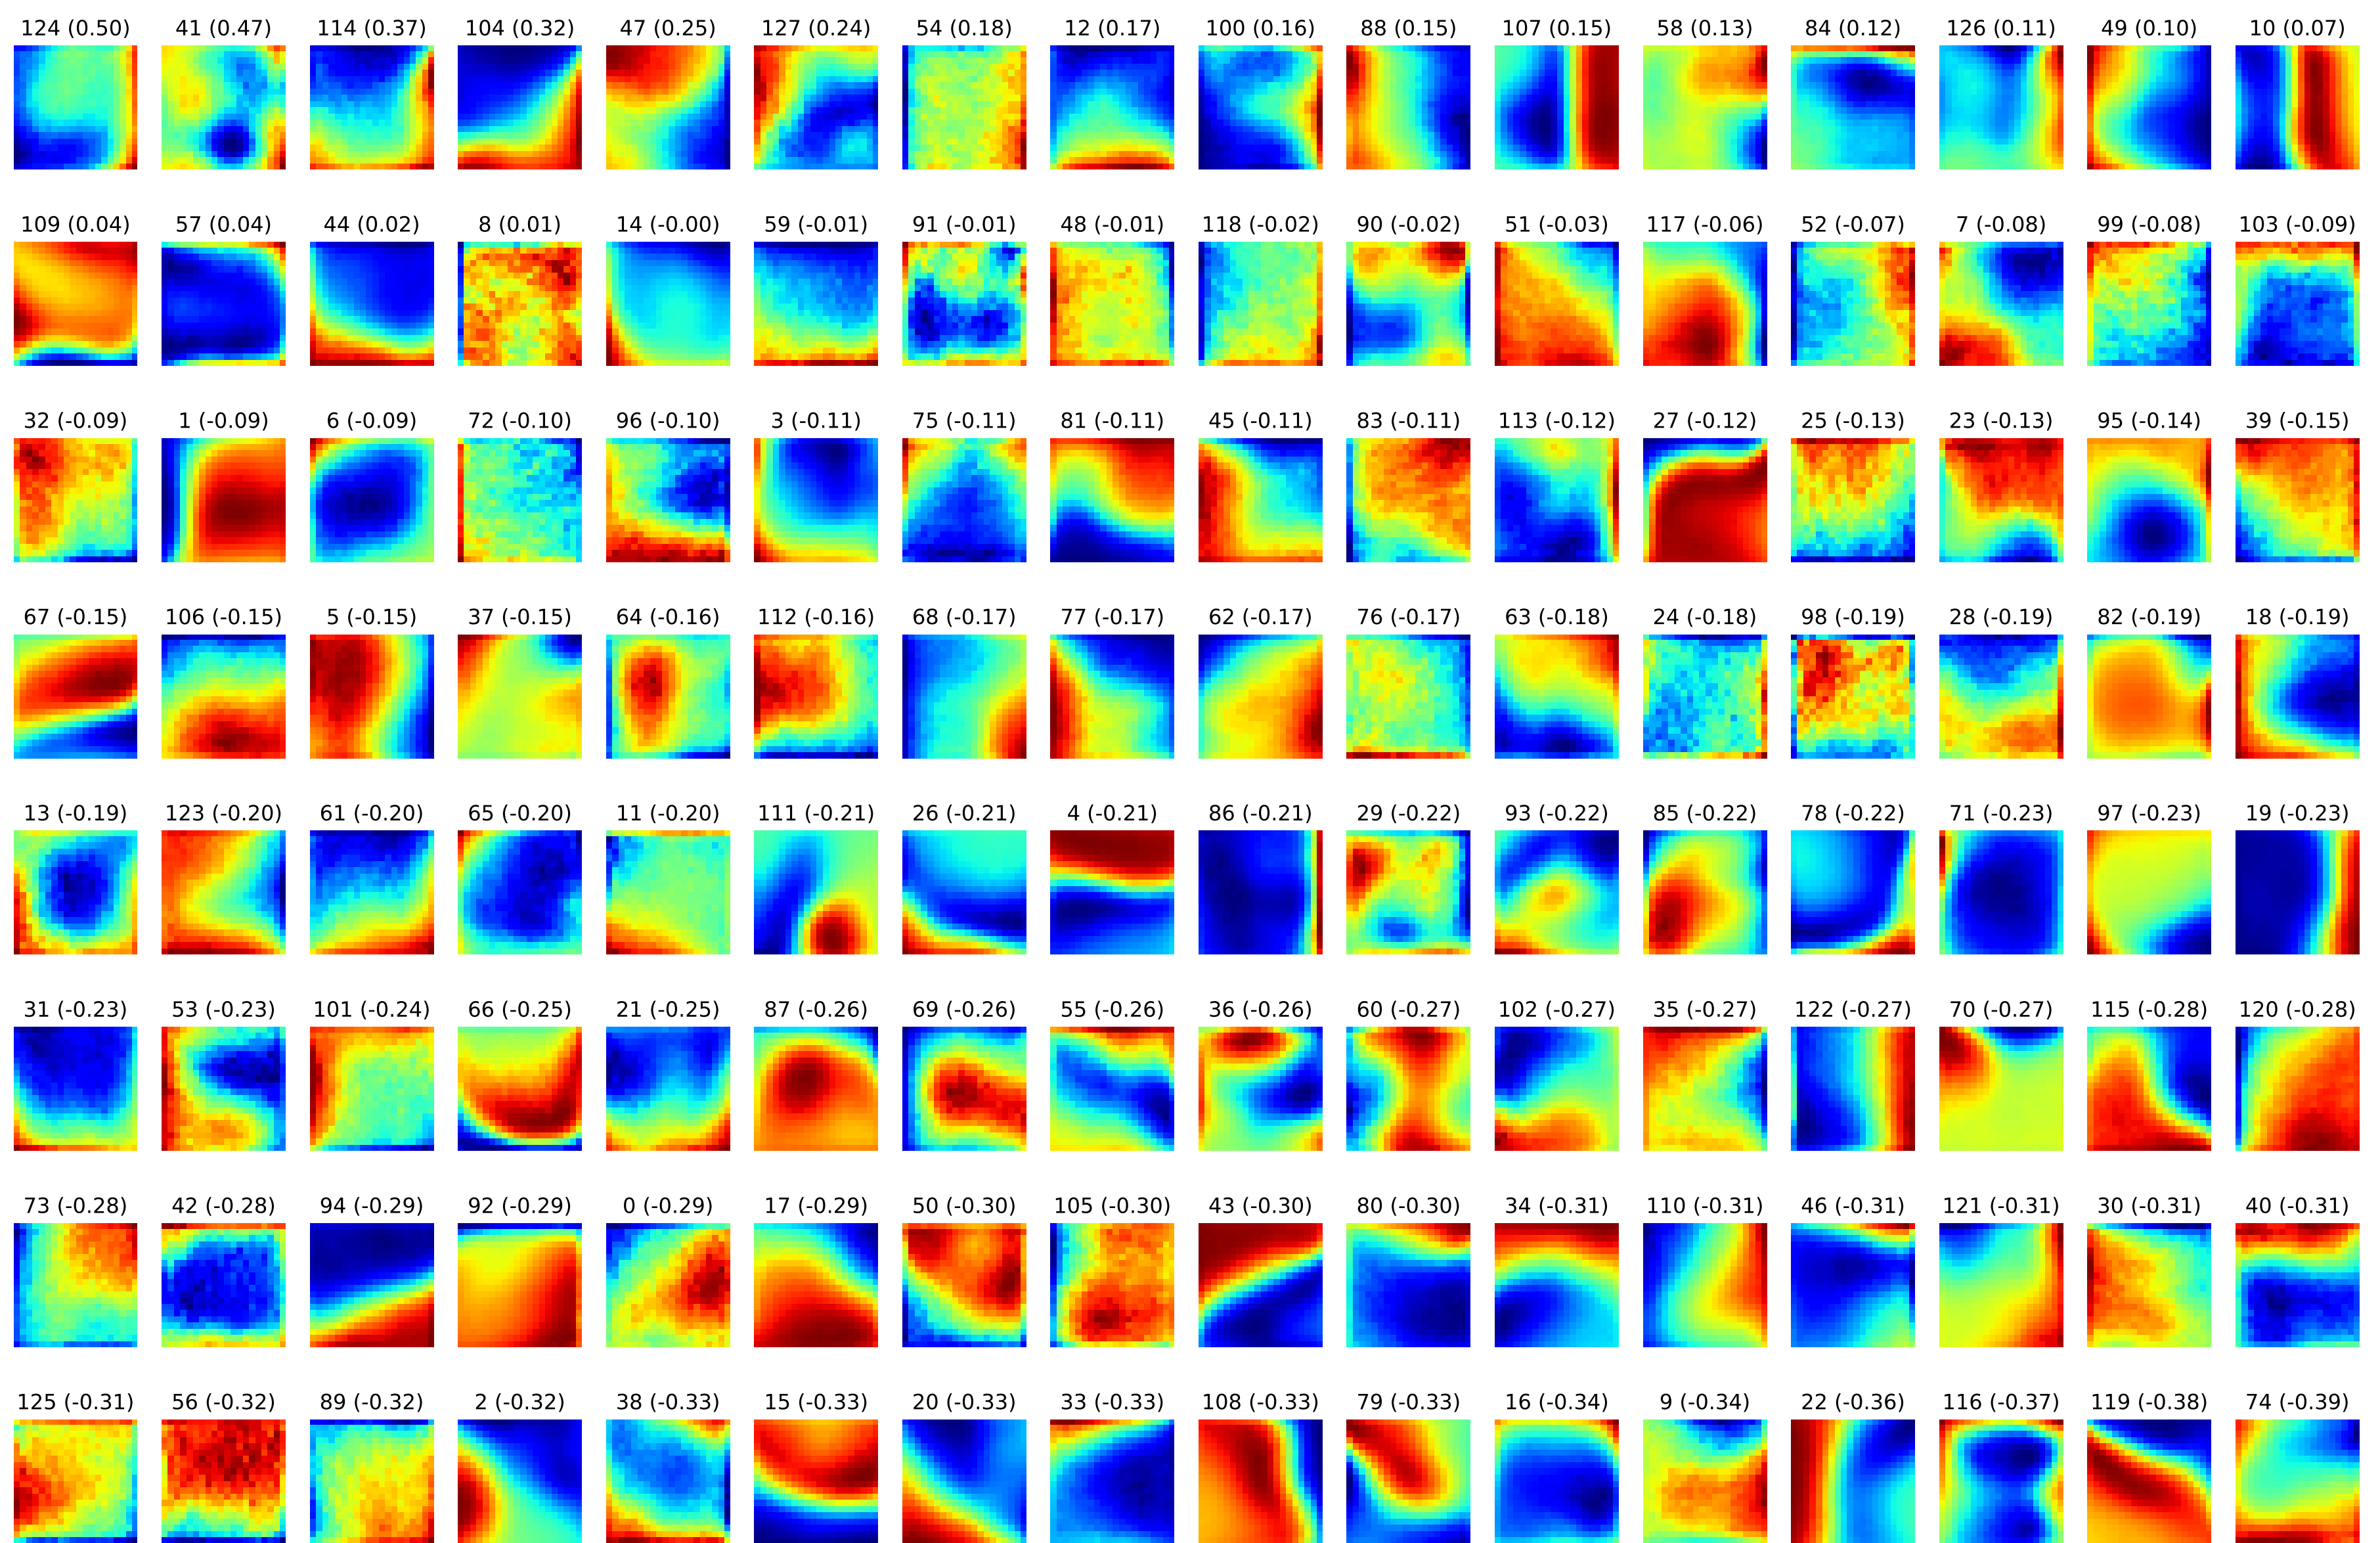 124 (0.50) 41 (0.47) 114 (0.37) 104 (0.32) 47 (0.25) 127 (0.24) 54 (0.18) 12 (0.17) 100 (0.16) 88 (0.15) 107 (0.15) 58 (0.13) 84 (0.12) 126 (0.11) 49 (0.10) 10 (0.07)
109 (0.04) 57 (0.04) 44 (0.02) 8 (0.01) 14 (-0.00) 59 (-0.01) 91 (-0.01) 48 (-0.01) 118 (-0.02) 90 (-0.02) 51 (-0.03) 117 (-0.06) 52 (-0.07) 7 (-0.08) 99 (-0.08) 103 (-0.09)
32 (-0.09) 1 (-0.09) 6 (-0.09) 72 (-0.10) 96 (-0.10) 3 (-0.11) 75 (-0.11) 81 (-0.11) 45 (-0.11) 83 (-0.11) 113 (-0.12) 27 (-0.12) 25 (-0.13) 23 (-0.13) 95 (-0.14) 39 (-0.15)
67 (-0.15) 106 (-0.15) 5 (-0.15) 37 (-0.15) 64 (-0.16) 112 (-0.16) 68 (-0.17) 77 (-0.17) 62 (-0.17) 76 (-0.17) 63 (-0.18) 24 (-0.18) 98 (-0.19) 28 (-0.19) 82 (-0.19) 18 (-0.19)
13 (-0.19) 123 (-0.20) 61 (-0.20) 65 (-0.20) 11 (-0.20) 111 (-0.21) 26 (-0.21) 4 (-0.21) 86 (-0.21) 29 (-0.22) 93 (-0.22) 85 (-0.22) 78 (-0.22) 71 (-0.23) 97 (-0.23) 19 (-0.23)
31 (-0.23) 53 (-0.23) 101 (-0.24) 66 (-0.25) 21 (-0.25) 87 (-0.26) 69 (-0.26) 55 (-0.26) 36 (-0.26) 60 (-0.27) 102 (-0.27) 35 (-0.27) 122 (-0.27) 70 (-0.27) 115 (-0.28) 120 (-0.28)
73 (-0.28) 42 (-0.28) 94 (-0.29) 92 (-0.29) 0 (-0.29) 17 (-0.29) 50 (-0.30) 105 (-0.30) 43 (-0.30) 80 (-0.30) 34 (-0.31) 110 (-0.31) 46 (-0.31) 121 (-0.31) 30 (-0.31) 40 (-0.31)
125 (-0.31) 56 (-0.32) 89 (-0.32) 2 (-0.32) 38 (-0.33) 15 (-0.33) 20 (-0.33) 33 (-0.33) 108 (-0.33) 79 (-0.33) 16 (-0.34) 9 (-0.34) 22 (-0.36) 116 (-0.37) 119 (-0.38) 74 (-0.39)